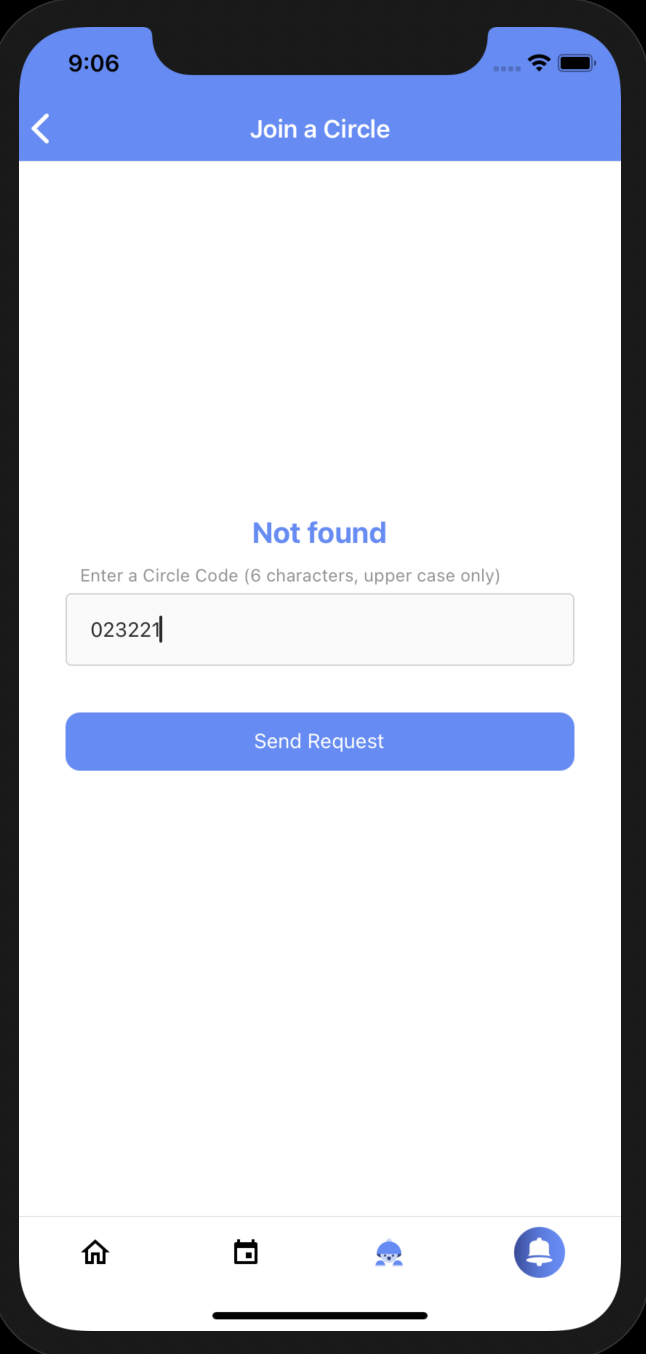 9:06
Join a Circle
Not found
Enter a Circle Code (6 characters, upper case only)
023221
Send Request